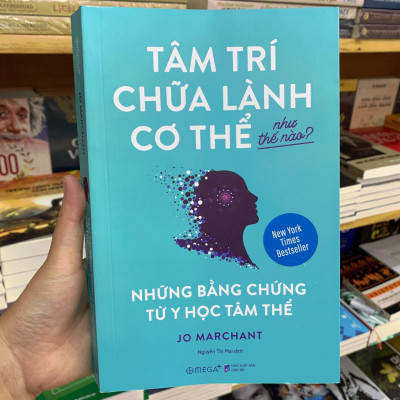 TÂM TRÍ
CHỮA LÀNH
CƠ THỂ
như
thế nào?
New York
Times
Bestseller
NHỮNG BẰNG CHỨNG
TỪ Y HỌC TÂM THỂ
JO MARCHANT
OMEGA+